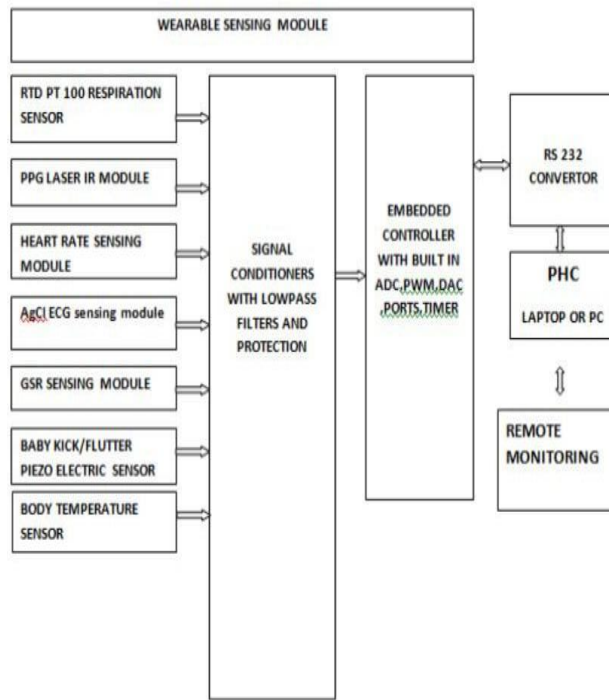 WEARABLE SENSING MODULE
RTD PT 100 RESPIRATION
SENSOR
PPG LASER IR MODULE
HEART RATE SENSING
MODULE
AgCl ECG sensing module
GSR SENSING MODULE
BABY KICK/FLUTTER
PIEZO ELECTRIC SENSOR
BODY TEMPERATURE
SENSOR
SIGNAL
CONDITIONERS
WITH LOWPASS
FILTERS AND
PROTECTION
EMBEDDED
CONTROLLER
WITH BUILT IN
ADC,PWM,DAC
,PORTS,TIMER
RS 232
CONVERTOR
PHC
LAPTOP OR PC
REMOTE
MONITORING